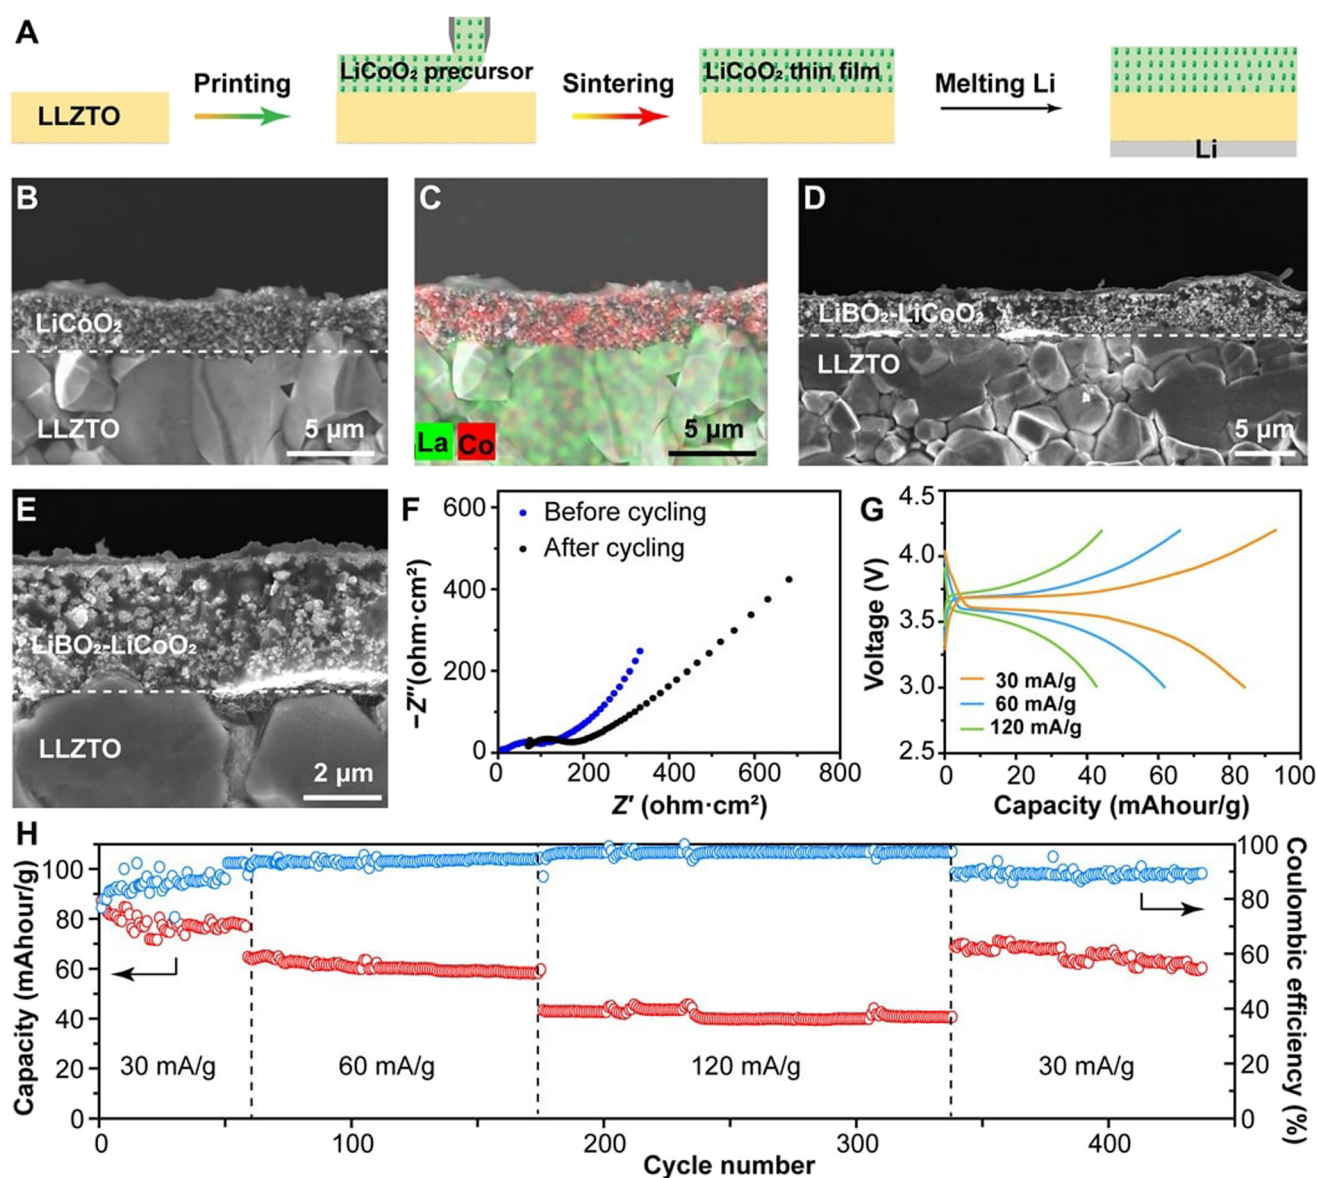 A
LLZTO
Printing
LiCoO₂ precursor
Sintering
LiCoO₂ thin film
Melting Li
Li
B
LiCoO₂
LLZTO
5 μm
C
La
Co
5 μm
D
LiBO₂-LiCoO₂
LLZTO
5 μm
E
LiBO₂-LiCoO₂
LLZTO
2 μm
F
600
400
200
0
−Z″(ohm·cm²)
Before cycling
After cycling
0 200 400 600 800
Z′ (ohm·cm²)
G
4.5
4.0
3.5
3.0
2.5
Voltage (V)
30 mA/g
60 mA/g
120 mA/g
0 20 40 60 80 100
Capacity (mAhour/g)
H
Capacity (mAhour/g)
100
80
60
40
20
0
30 mA/g
60 mA/g
120 mA/g
30 mA/g
100
80
60
40
20
0
Coulombic efficiency (%)
0 100 200 300 400
Cycle number